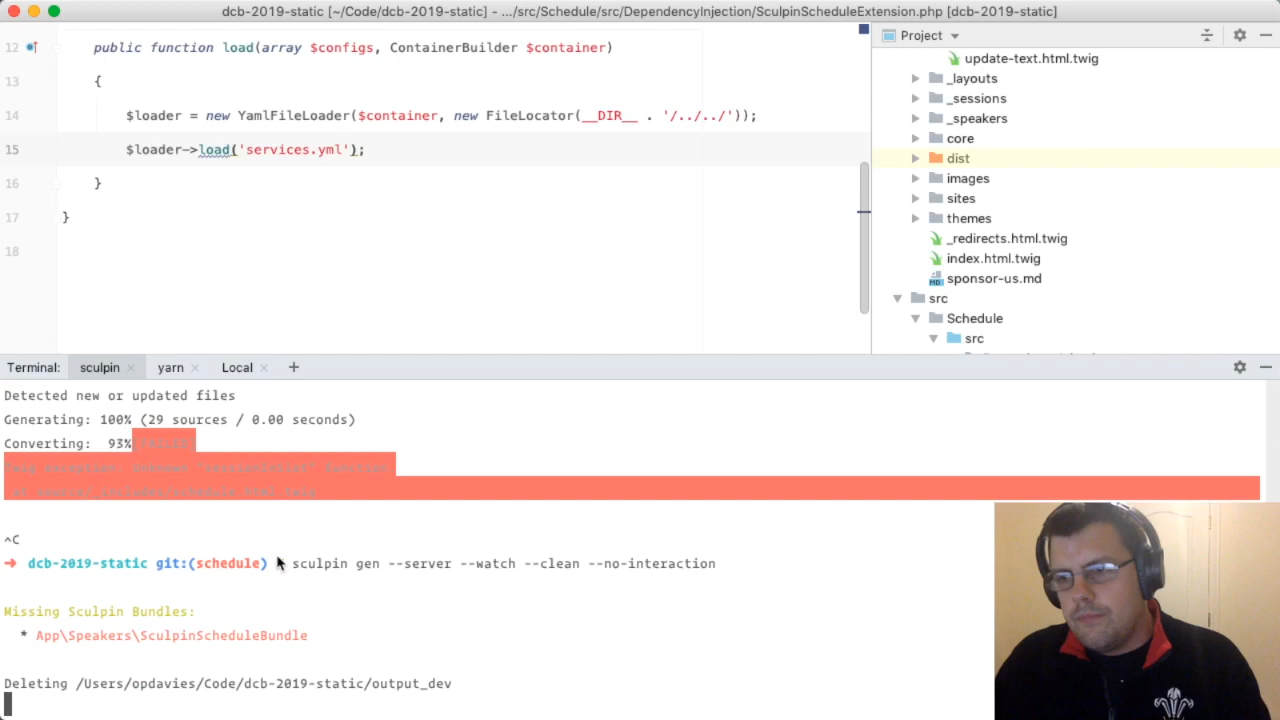 dcb-2019-static [~/Code/dcb-2019-static] - .../src/Schedule/src/DependencyInjection/SculpinScheduleExtension.php [dcb-2019-static]
12 public function load(array $configs, ContainerBuilder $container)
13 {
14 $loader = new YamlFileLoader($container, new FileLocator(__DIR__ . '/../../'));
15 $loader->load('services.yml');
16 }
17 }
18
Project
update-text.html.twig
_layouts
_sessions
_speakers
core
dist
images
sites
themes
_redirects.html.twig
index.html.twig
sponsor-us.md
src
Schedule
src
Terminal: sculpin × yarn × Local × +
Detected new or updated files
Generating: 100% (29 sources / 0.00 seconds)
Converting: 93%
^C
➜ dcb-2019-static git:(schedule) sculpin gen --server --watch --clean --no-interaction
Missing Sculpin Bundles:
* App\Speakers\SculpinScheduleBundle
Deleting /Users/opdavies/Code/dcb-2019-static/output_dev